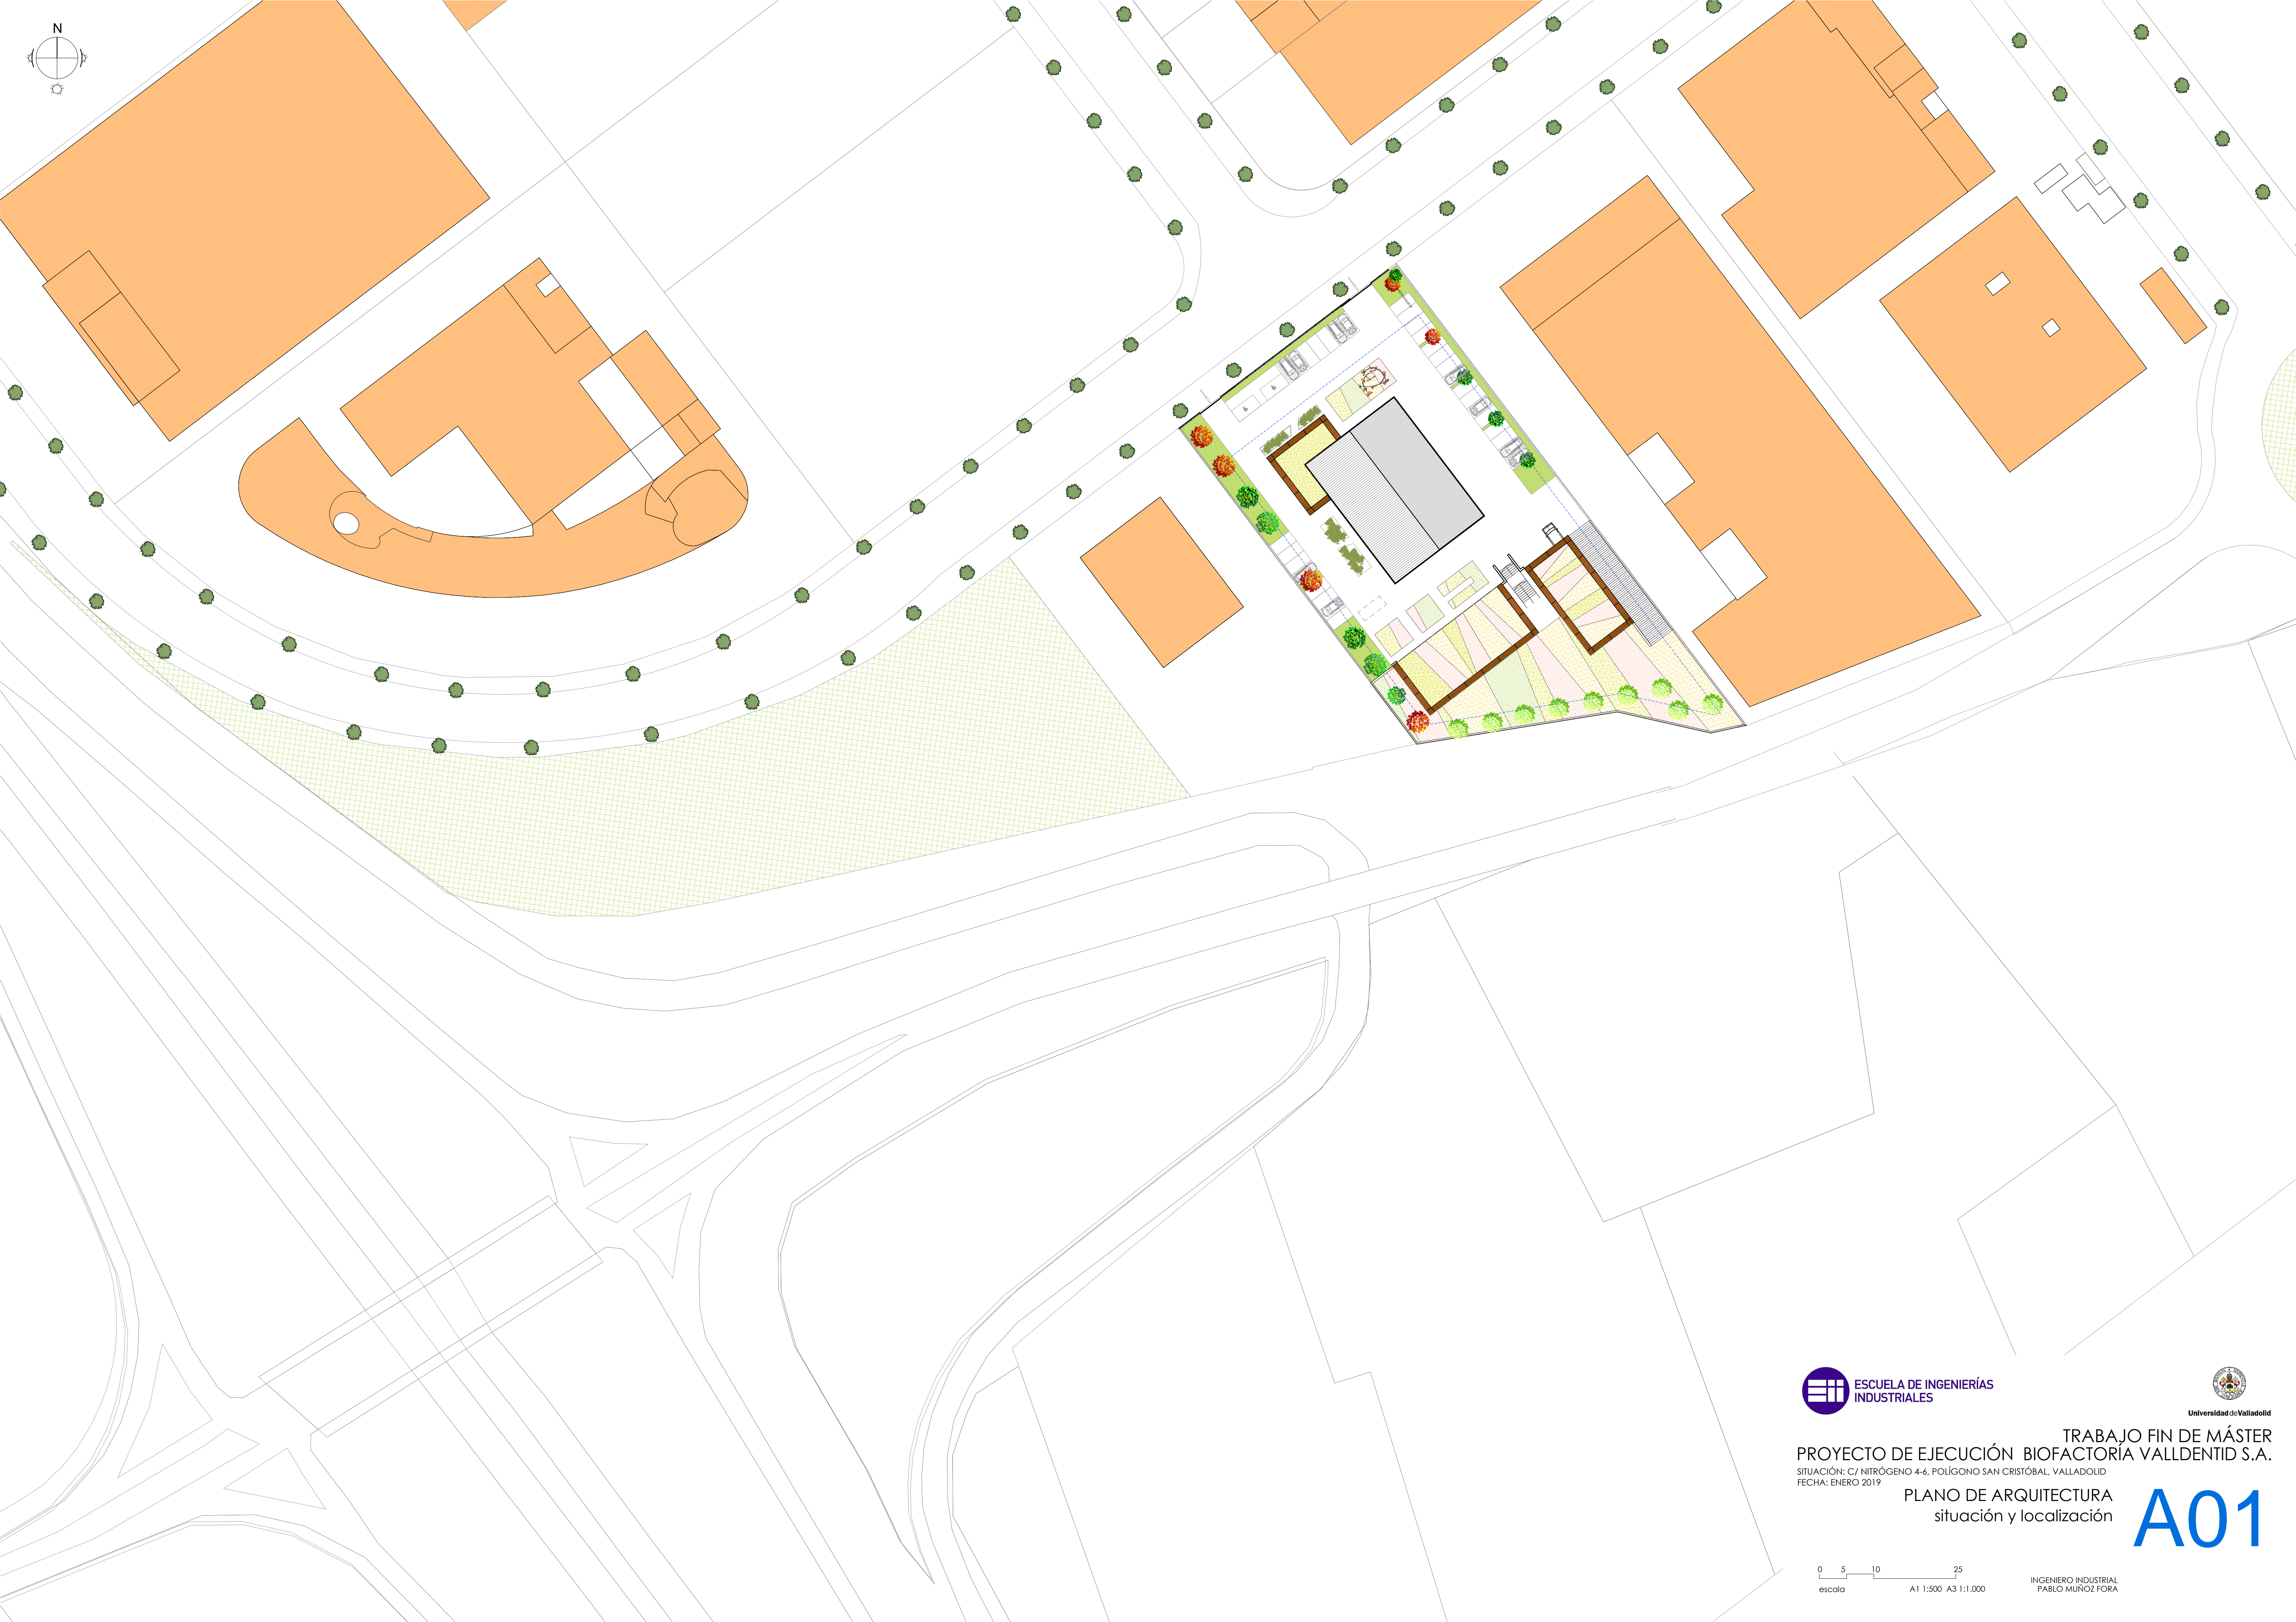 N
ESCUELA DE INGENIERÍAS
INDUSTRIALES
Universidad de Valladolid
TRABAJO FIN DE MÁSTER
PROYECTO DE EJECUCIÓN BIOFACTORÍA VALLDENTID S.A.
SITUACIÓN: C/ NITRÓGENO 4-6, POLÍGONO SAN CRISTÓBAL, VALLADOLID
FECHA: ENERO 2019
PLANO DE ARQUITECTURA
situación y localización
A01
0 5 10 25
escala A1 1:500 A3 1:1.000
INGENIERO INDUSTRIAL
PABLO MUÑOZ FORA